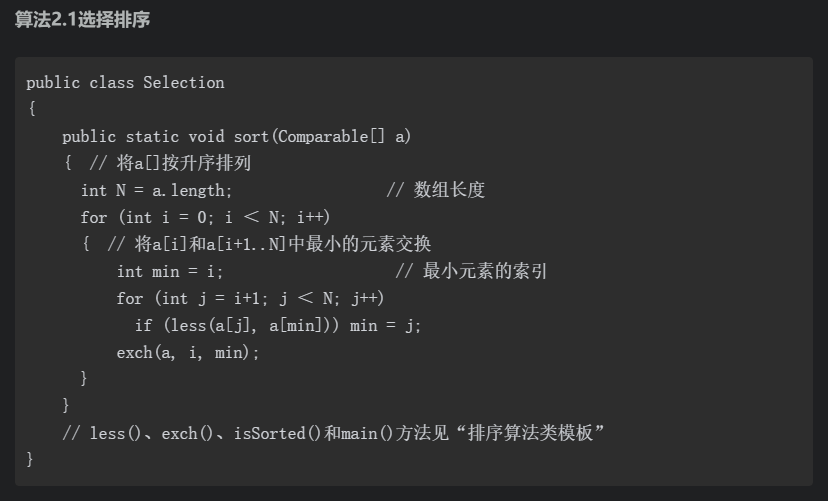 算法2.1选择排序
public class Selection
{
    public static void sort(Comparable[] a)
    {  // 将a[]按升序排列
      int N = a.length;                 // 数组长度
      for (int i = 0; i < N; i++)
      {  // 将a[i]和a[i+1..N]中最小的元素交换
          int min = i;                   // 最小元素的索引
          for (int j = i+1; j < N; j++)
            if (less(a[j], a[min])) min = j;
          exch(a, i, min);
      }
    }
    // less()、exch()、isSorted()和main()方法见“排序算法类模板”
}